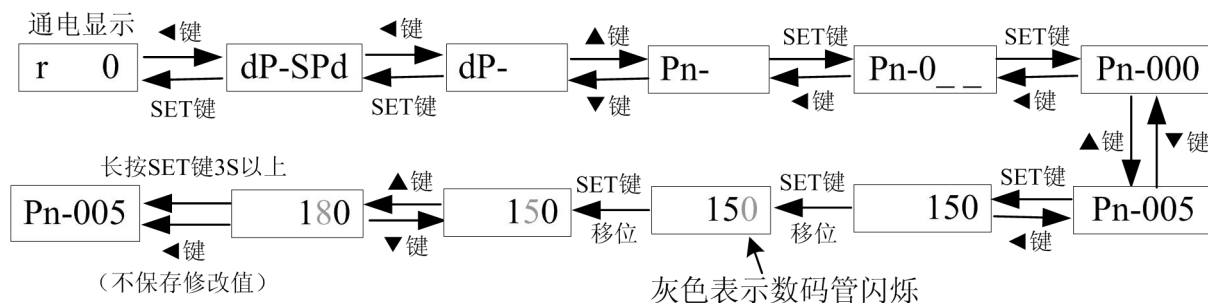 通电显示
◀键
◀键
▲键
SET键
SET键
r 0
dP-SPd
dP-
Pn-
Pn-0_ _
Pn-000
SET键
SET键
▼键
◀键
◀键
▲键
▼键
长按SET键3S以上
▲键
SET键
SET键
SET键
Pn-005
180
150
150
150
Pn-005
◀键
▼键
移位
移位
◀键
（不保存修改值）
灰色表示数码管闪烁